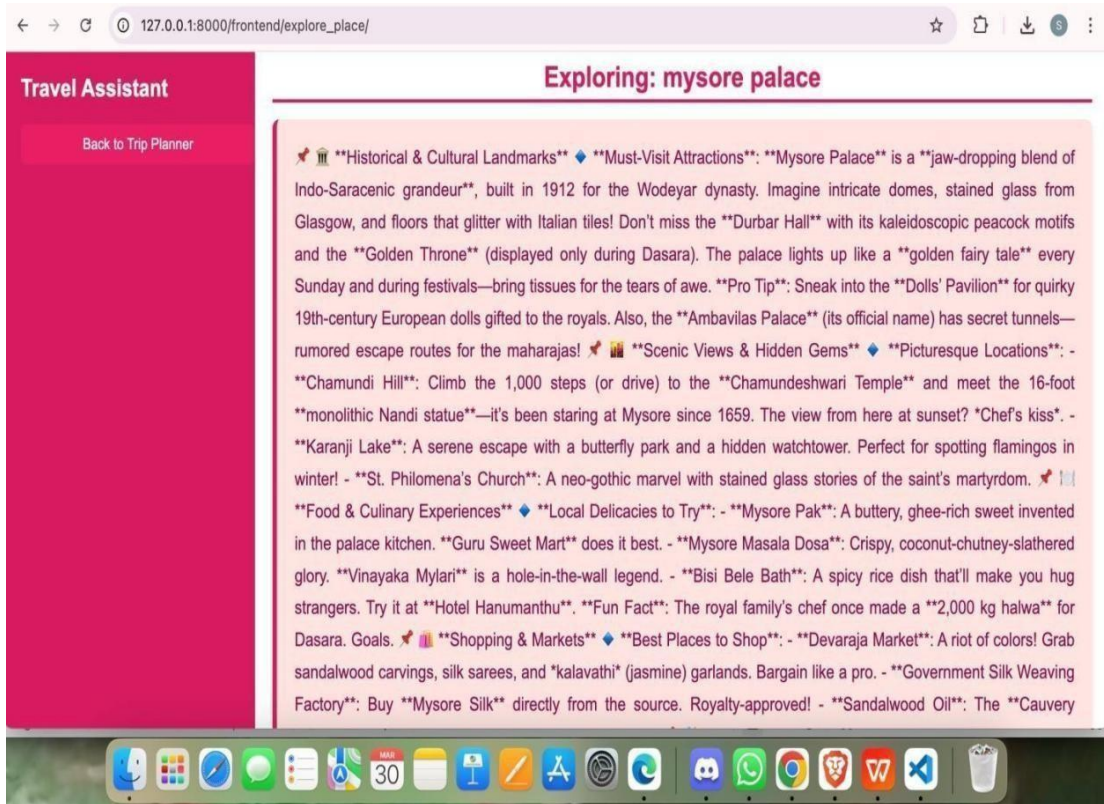 127.0.0.1:8000/frontend/explore_place/
S
Travel Assistant
Back to Trip Planner
Exploring: mysore palace
📌 🏛️ **Historical & Cultural Landmarks** 🔹 **Must-Visit Attractions**: **Mysore Palace** is a **jaw-dropping blend of
Indo-Saracenic grandeur**, built in 1912 for the Wodeyar dynasty. Imagine intricate domes, stained glass from
Glasgow, and floors that glitter with Italian tiles! Don't miss the **Durbar Hall** with its kaleidoscopic peacock motifs
and the **Golden Throne** (displayed only during Dasara). The palace lights up like a **golden fairy tale** every
Sunday and during festivals—bring tissues for the tears of awe. **Pro Tip**: Sneak into the **Dolls' Pavilion** for quirky
19th-century European dolls gifted to the royals. Also, the **Ambavilas Palace** (its official name) has secret tunnels—
rumored escape routes for the maharajas! 📌 🌇 **Scenic Views & Hidden Gems** 🔹 **Picturesque Locations**: -
**Chamundi Hill**: Climb the 1,000 steps (or drive) to the **Chamundeshwari Temple** and meet the 16-foot
**monolithic Nandi statue**—it's been staring at Mysore since 1659. The view from here at sunset? *Chef's kiss*. -
**Karanji Lake**: A serene escape with a butterfly park and a hidden watchtower. Perfect for spotting flamingos in
winter! - **St. Philomena's Church**: A neo-gothic marvel with stained glass stories of the saint's martyrdom. 📌 🍽️
**Food & Culinary Experiences** 🔹 **Local Delicacies to Try**: - **Mysore Pak**: A buttery, ghee-rich sweet invented
in the palace kitchen. **Guru Sweet Mart** does it best. - **Mysore Masala Dosa**: Crispy, coconut-chutney-slathered
glory. **Vinayaka Mylari** is a hole-in-the-wall legend. - **Bisi Bele Bath**: A spicy rice dish that'll make you hug
strangers. Try it at **Hotel Hanumanthu**. **Fun Fact**: The royal family's chef once made a **2,000 kg halwa** for
Dasara. Goals. 📌 🛍️ **Shopping & Markets** 🔹 **Best Places to Shop**: - **Devaraja Market**: A riot of colors! Grab
sandalwood carvings, silk sarees, and *kalavathi* (jasmine) garlands. Bargain like a pro. - **Government Silk Weaving
Factory**: Buy **Mysore Silk** directly from the source. Royalty-approved! - **Sandalwood Oil**: The **Cauvery
MAR
30